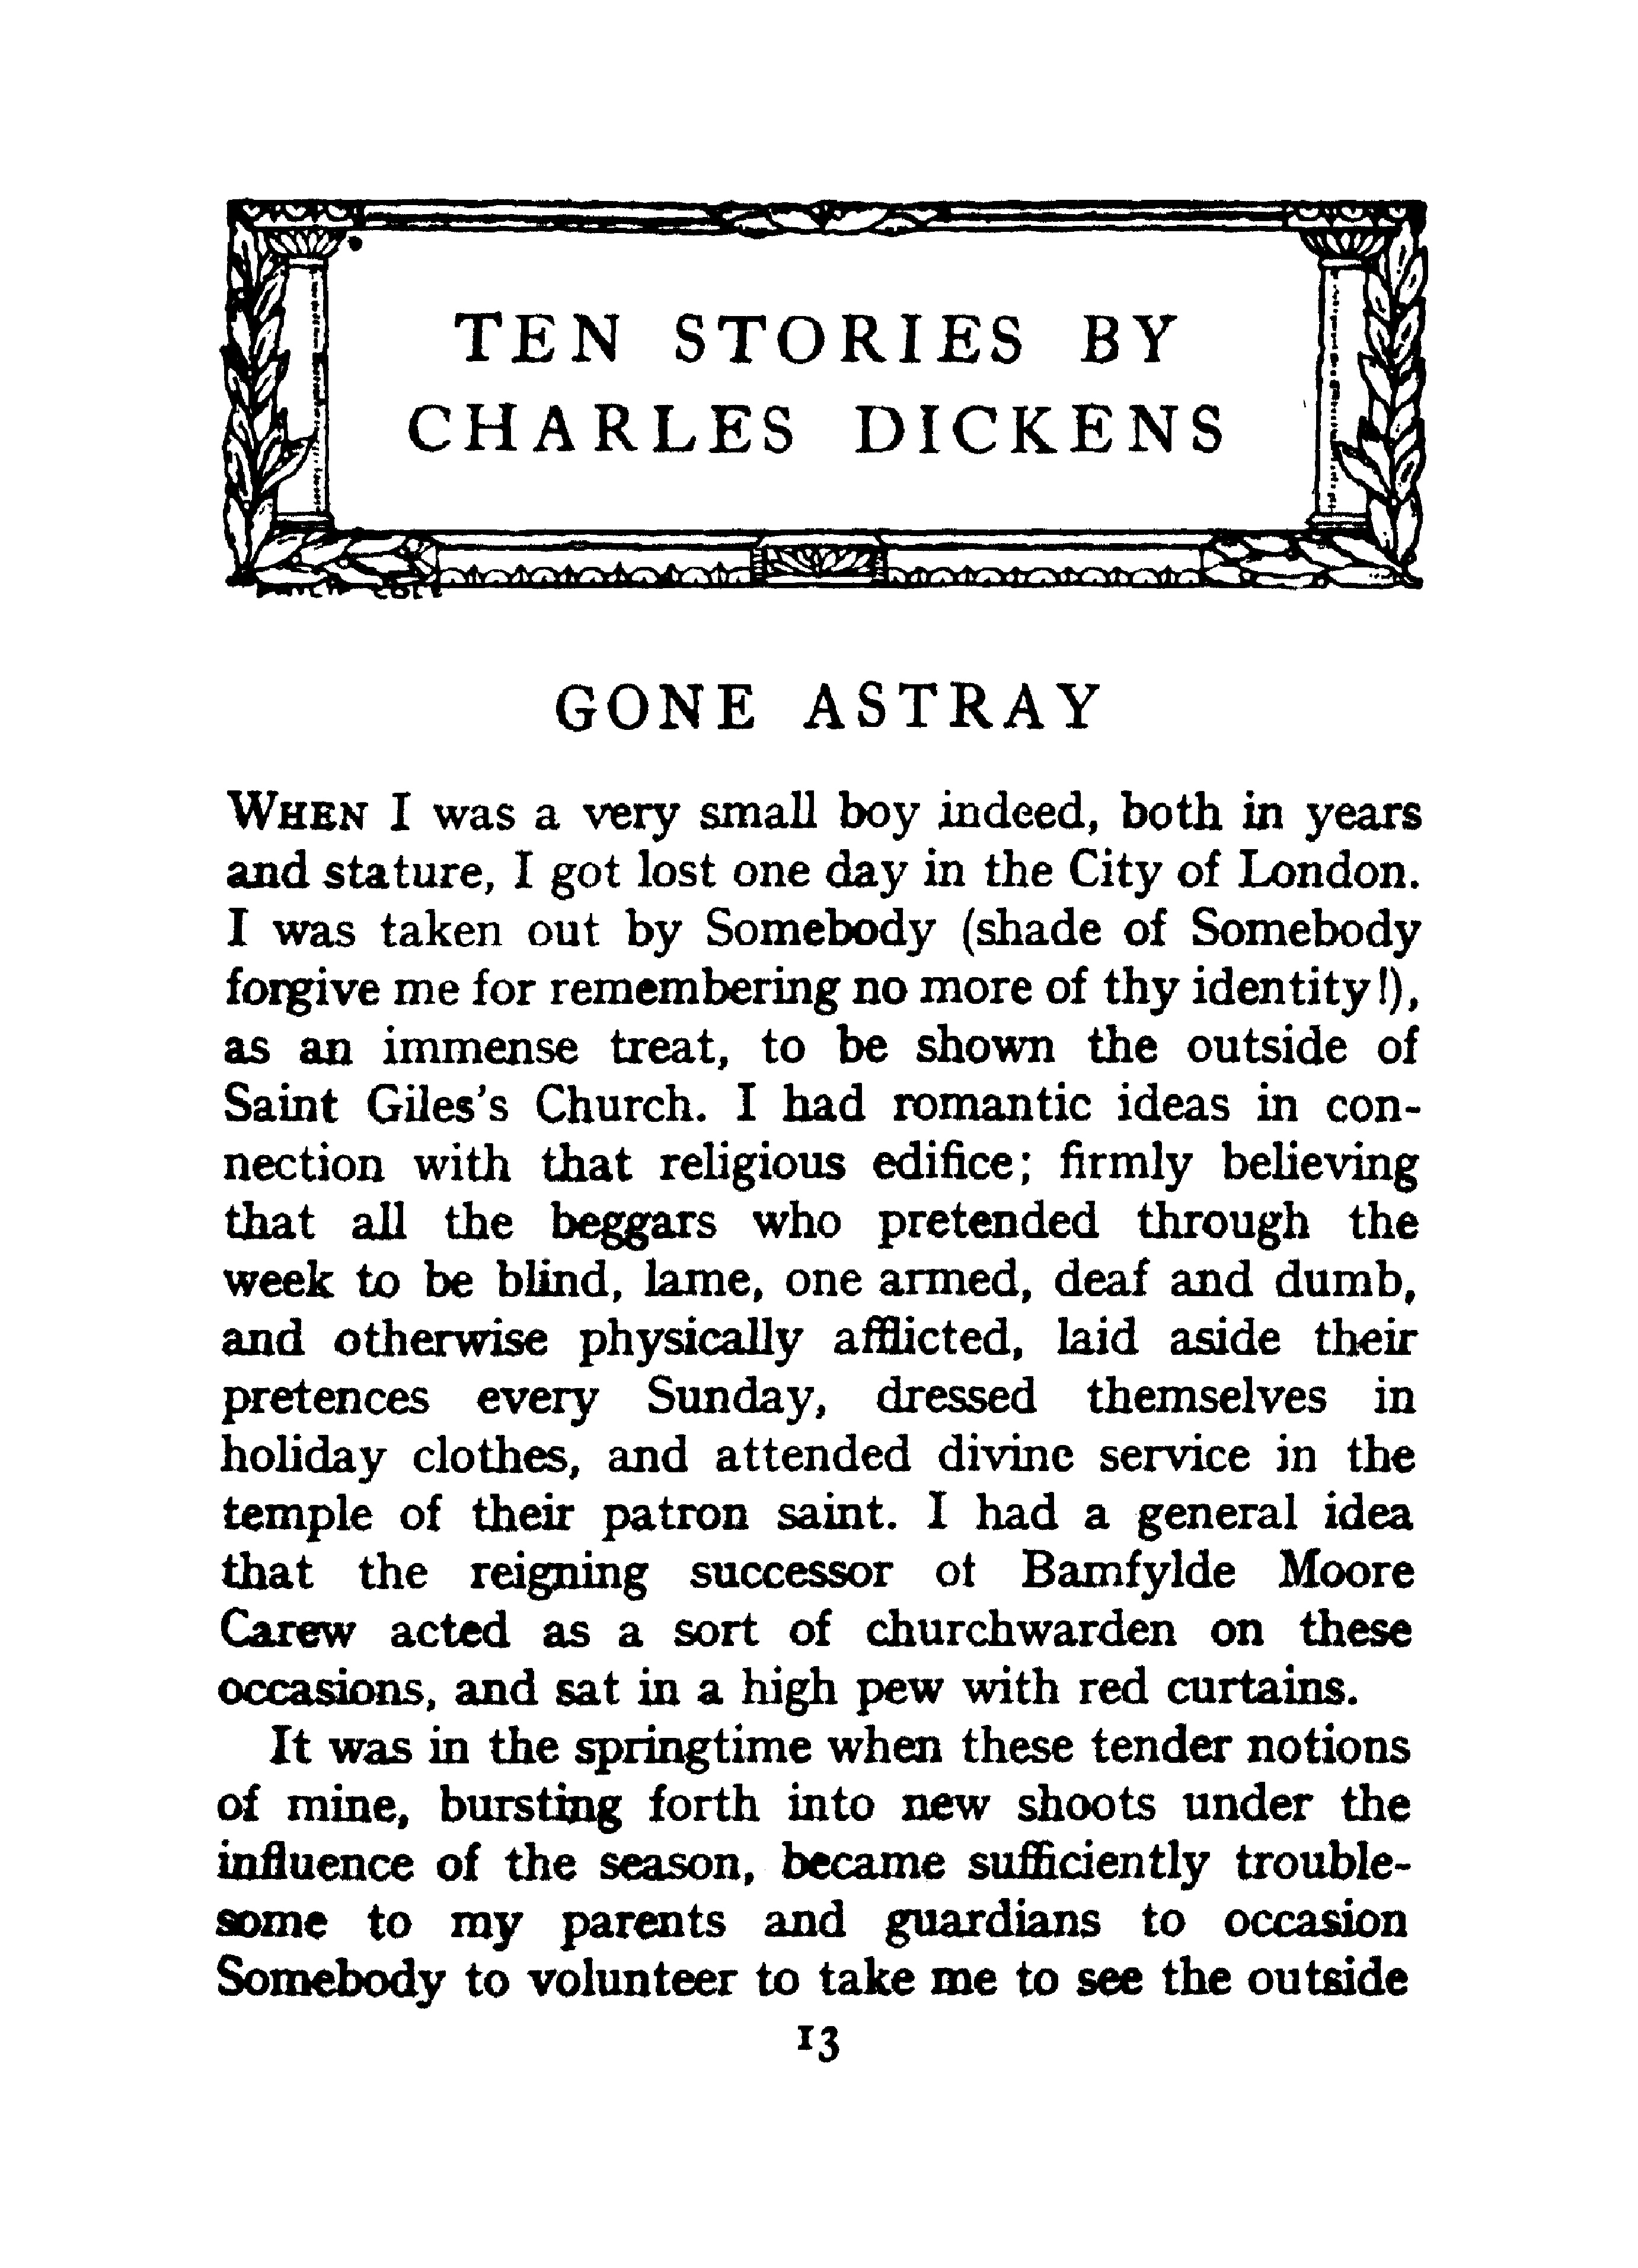 TEN STORIES BY
CHARLES DICKENS
GONE ASTRAY
WHEN I was a very small boy indeed, both in years
and stature, I got lost one day in the City of London.
I was taken out by Somebody (shade of Somebody
forgive me for remembering no more of thy identity!),
as an immense treat, to be shown the outside of
Saint Giles's Church. I had romantic ideas in con-
nection with that religious edifice; firmly believing
that all the beggars who pretended through the
week to be blind, lame, one armed, deaf and dumb,
and otherwise physically afflicted, laid aside their
pretences every Sunday, dressed themselves in
holiday clothes, and attended divine service in the
temple of their patron saint. I had a general idea
that the reigning successor of Bamfylde Moore
Carew acted as a sort of churchwarden on these
occasions, and sat in a high pew with red curtains.
It was in the springtime when these tender notions
of mine, bursting forth into new shoots under the
influence of the season, became sufficiently trouble-
some to my parents and guardians to occasion
Somebody to volunteer to take me to see the outside
13